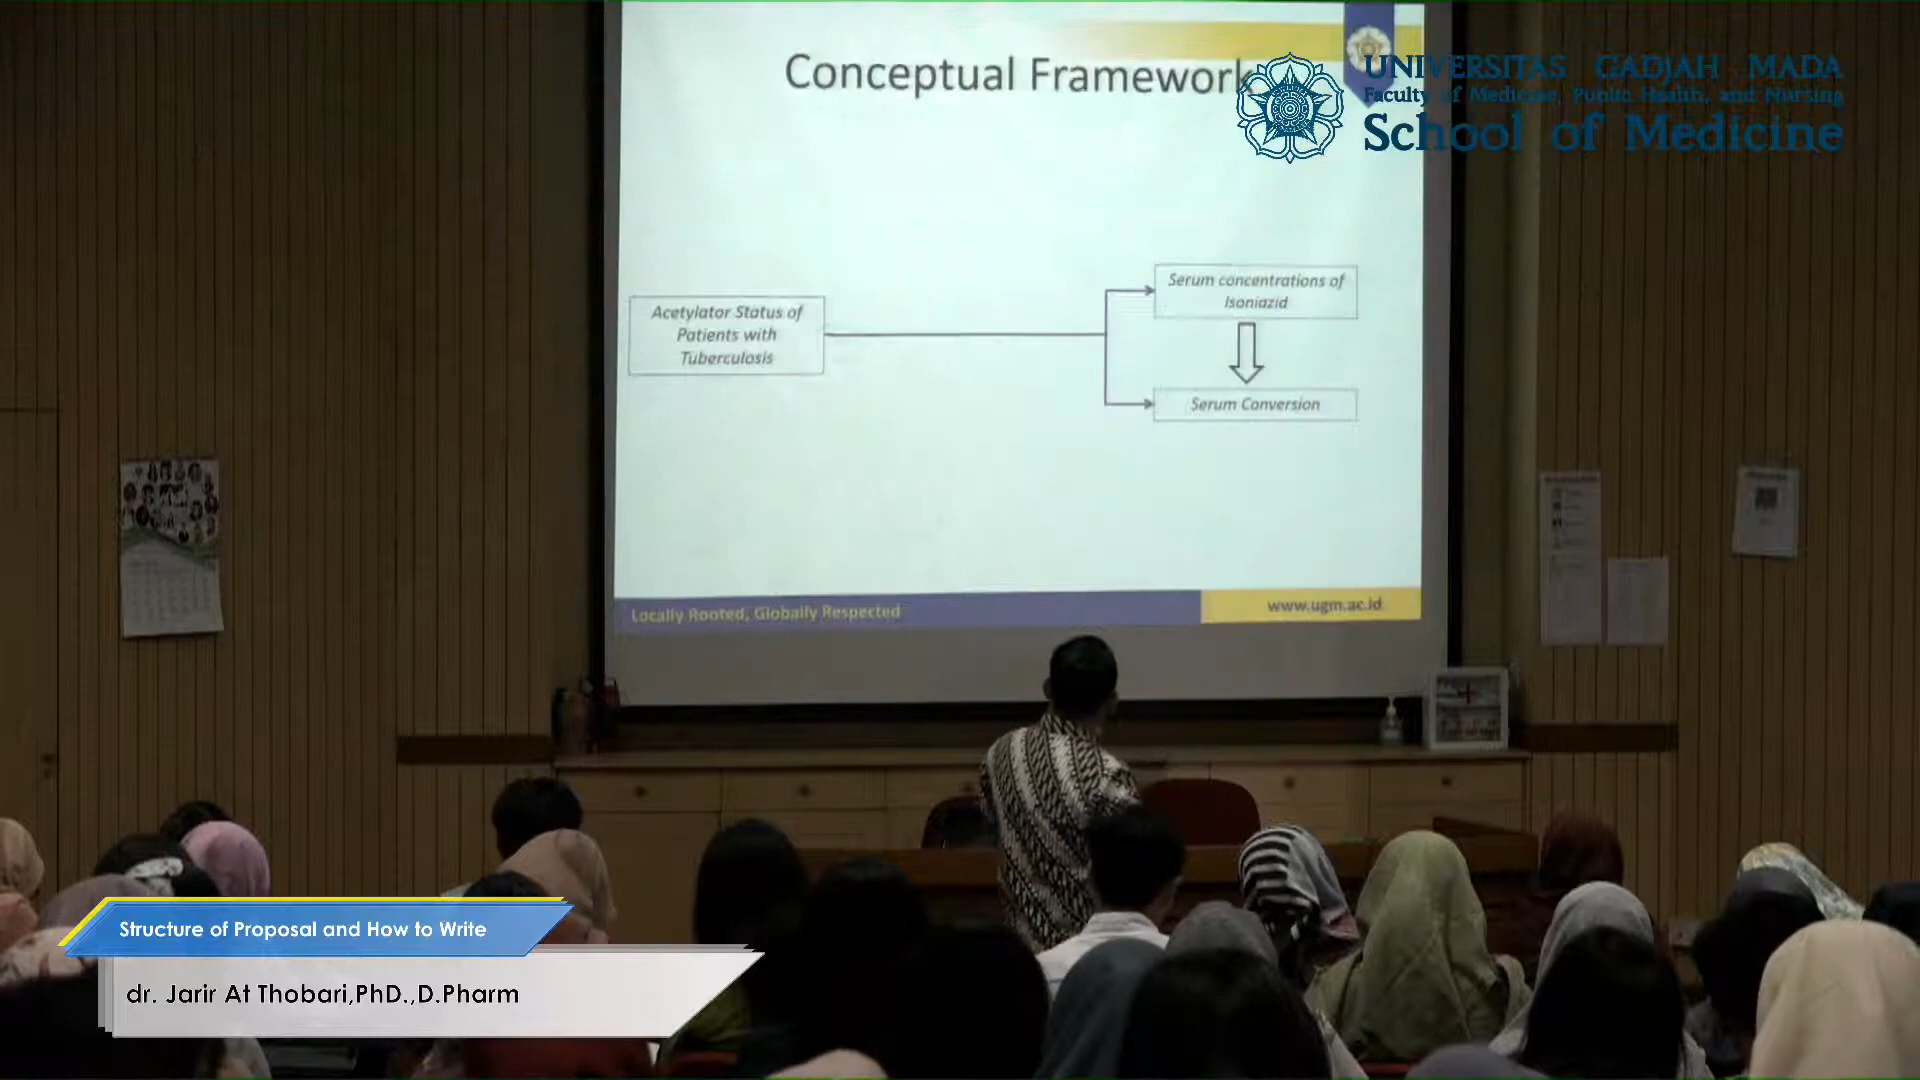 Conceptual Framework
UNIVERSITAS GADJAH MADA
Faculty of Medicine, Public Health, and Nursing
School of Medicine
Acetylator Status of
Patients with
Tuberculosis
Serum concentrations of
Isoniazid
Serum Conversion
Locally Rooted, Globally Respected
www.ugm.ac.id
Structure of Proposal and How to Write
dr. Jarir At Thobari,PhD.,D.Pharm